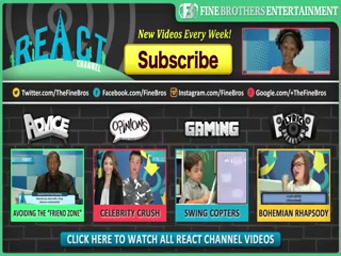 FB FINE BROTHERS ENTERTAINMENT
REACT
CHANNEL
New Videos Every Week!
Subscribe
Twitter.com/TheFineBros
Facebook.com/FineBros
Instagram.com/FineBros
Google.com/+TheFineBros
ADVICE
OPINIONS
GAMING
LYRIC
AVOIDING THE "FRIEND ZONE"
CELEBRITY CRUSH
SWING COPTERS
BOHEMIAN RHAPSODY
CLICK HERE TO WATCH ALL REACT CHANNEL VIDEOS